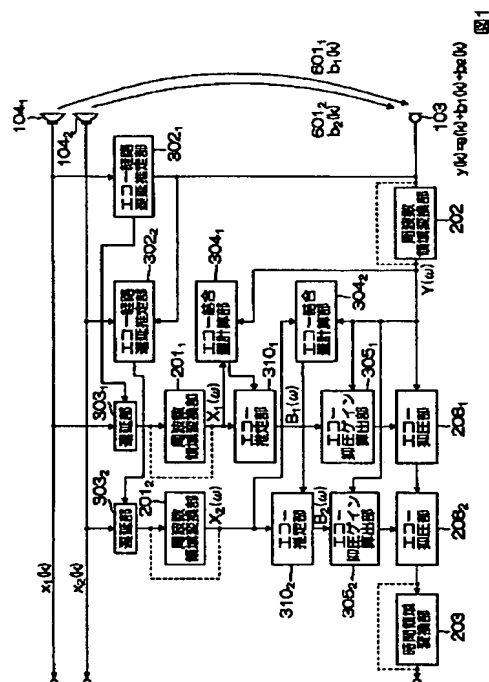 図1
104₁
104₂
601₁
b₁(k)
601₂
b₂(k)
103
y(k)=s(k)+b₁(k)+b₂(k)
302₁
エコー経路
遅延推定部
302₂
エコー経路
遅延推定部
202
周波数
領域変換部
Y(ω)
304₁
エコー結合
量計算部
304₂
エコー結合
量計算部
303₁
遅延部
201₁
周波数
領域変換部
X₁(ω)
310₁
エコー
推定部
B₁(ω)
305₁
エコー
抑圧ゲイン
算出部
208₁
エコー
抑圧部
303₂
遅延部
201₂
周波数
領域変換部
X₂(ω)
310₂
エコー
推定部
B₂(ω)
305₂
エコー
抑圧ゲイン
算出部
208₂
エコー
抑圧部
x₁(k)
x₂(k)
203
時間領域
変換部